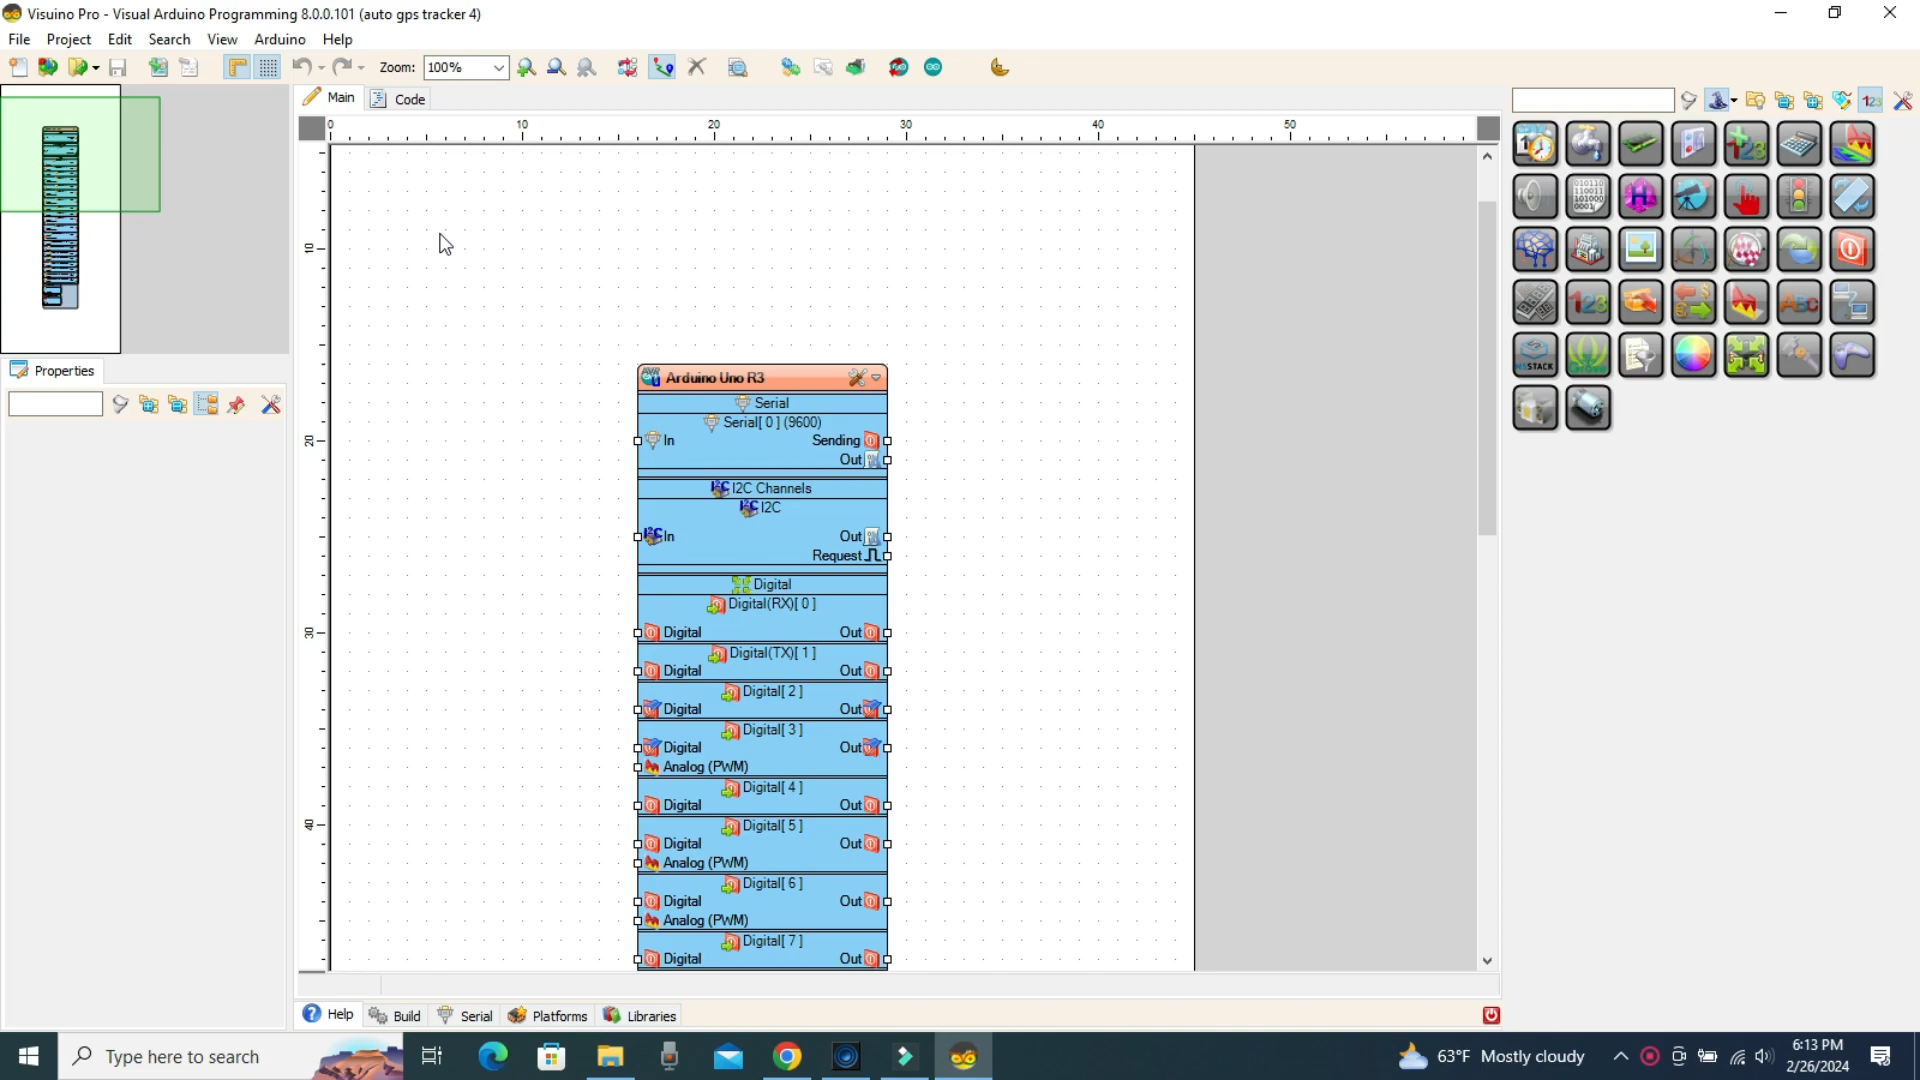 Visuino Pro - Visual Arduino Programming 8.0.0.101 (auto gps tracker 4)
File Project Edit Search View Arduino Help
Zoom: 100%
Main Code
0 10 20 30 40 50
10
20
30
40
Properties
Arduino Uno R3
Serial
Serial[ 0 ] (9600)
In Sending
Out
I2C Channels
I2C
In Out
Request
Digital
Digital(RX)[ 0 ]
Digital Out
Digital(TX)[ 1 ]
Digital Out
Digital[ 2 ]
Digital Out
Digital[ 3 ]
Digital Out
Analog (PWM)
Digital[ 4 ]
Digital Out
Digital[ 5 ]
Digital Out
Analog (PWM)
Digital[ 6 ]
Digital Out
Analog (PWM)
Digital[ 7 ]
Digital Out
Help Build Serial Platforms Libraries
Type here to search
63°F Mostly cloudy
6:13 PM
2/26/2024